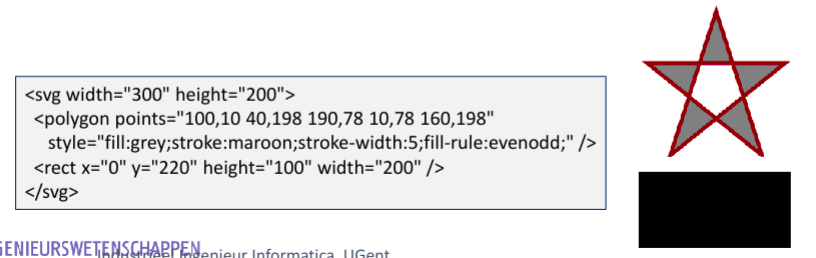 <svg width="300" height="200">
<polygon points="100,10 40,198 190,78 10,78 160,198"
style="fill:grey;stroke:maroon;stroke-width:5;fill-rule:evenodd;" />
<rect x="0" y="220" height="100" width="200" />
</svg>
GENIEURSWETENSCHAPPEN
Industrieel Ingenieur Informatica, UGent